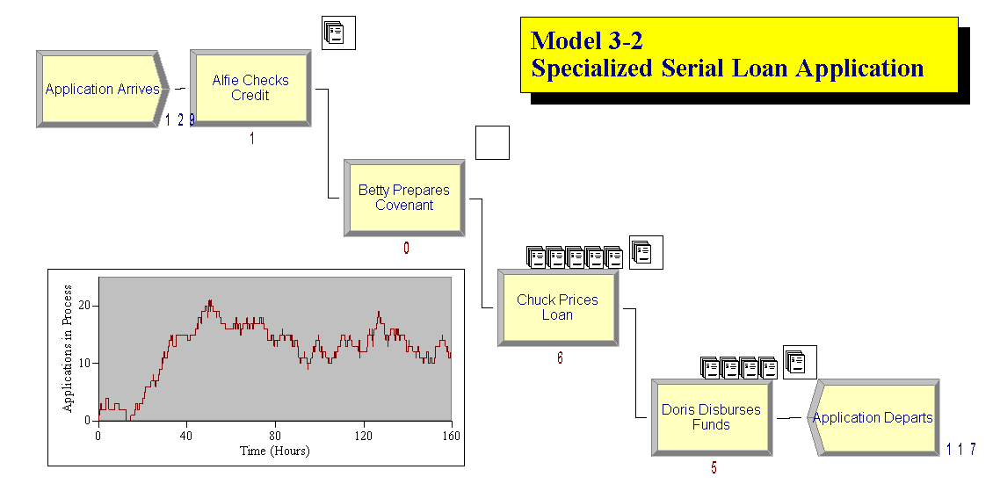 Model 3-2
Specialized Serial Loan Application
Application Arrives
1 2 9
Alfie Checks
Credit
1
Betty Prepares
Covenant
0
Chuck Prices
Loan
6
Doris Disburses
Funds
5
Application Departs
1 1 7
Applications in Process
20
10
0
0
40
80
120
160
Time (Hours)